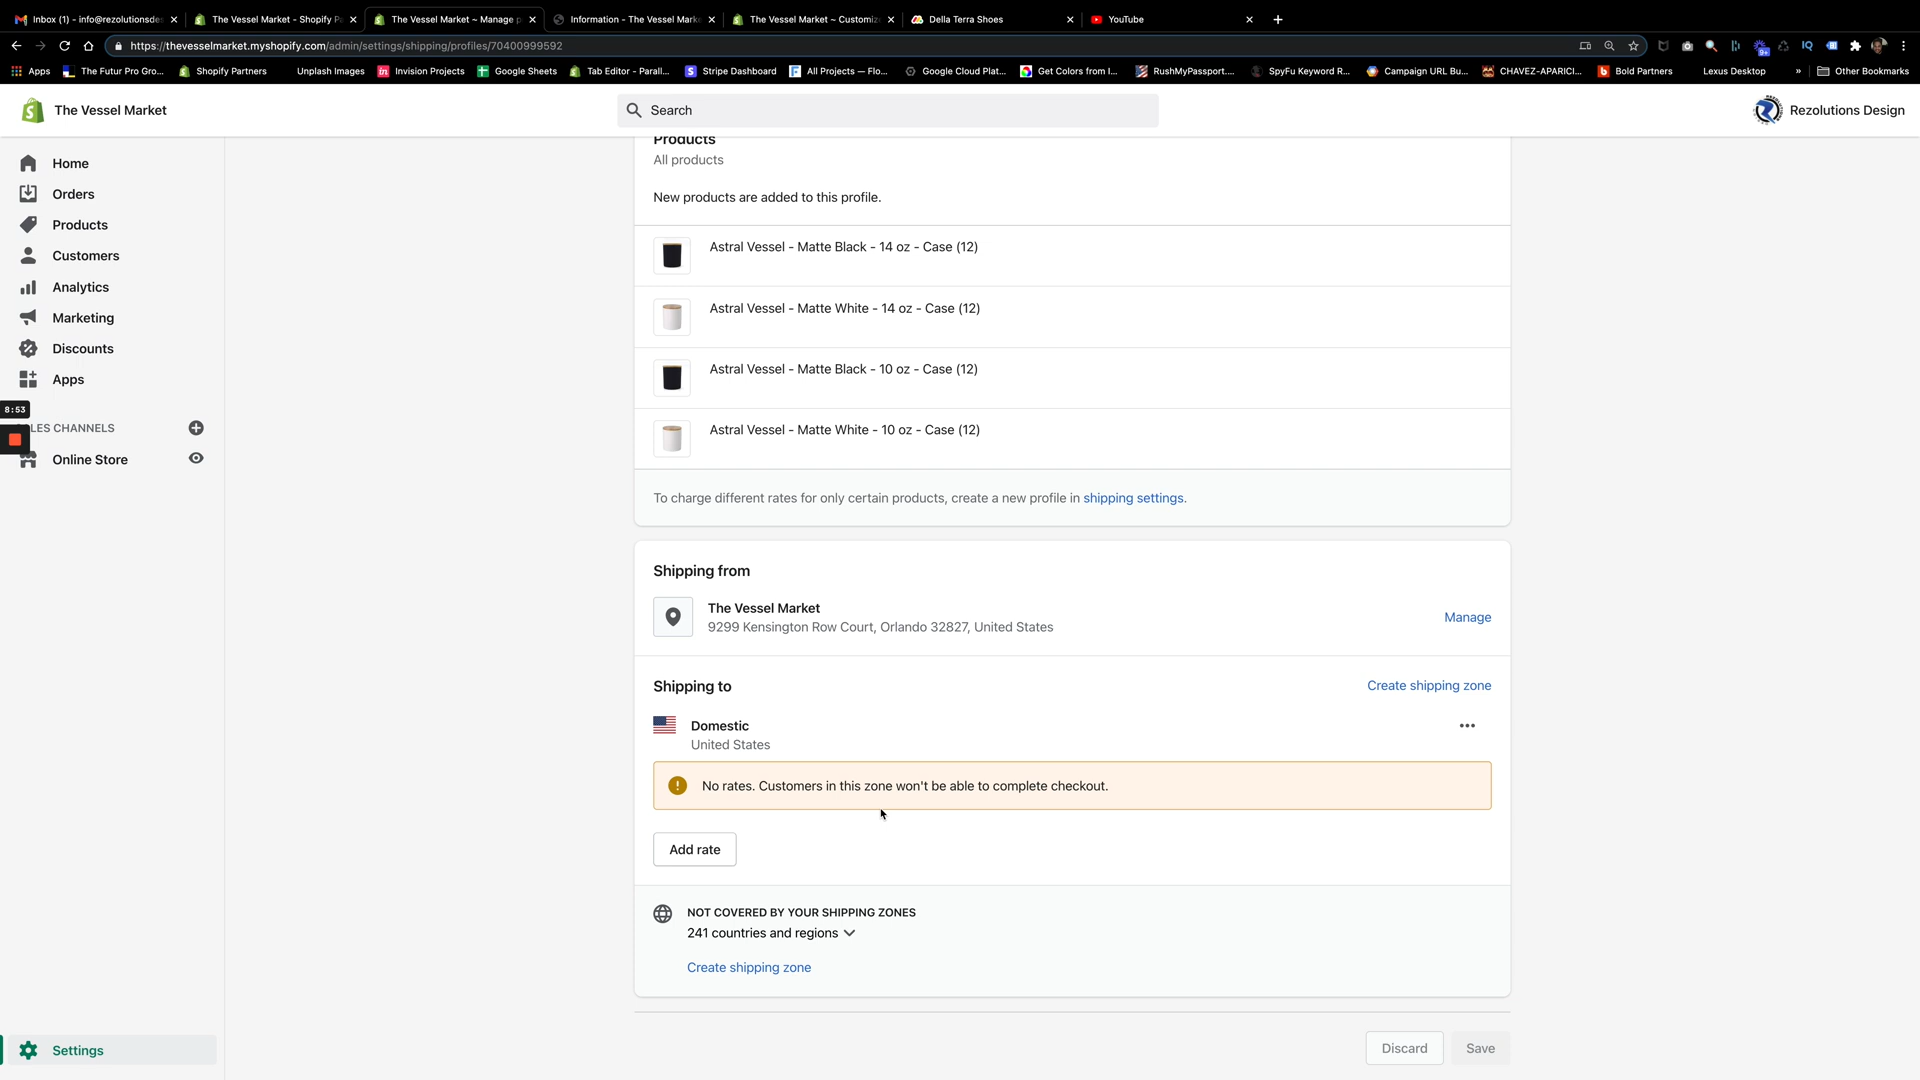 Inbox (1) - info@rezolutionsdes
The Vessel Market - Shopify Pa
The Vessel Market ~ Manage p
Information - The Vessel Marke
The Vessel Market ~ Customize
Della Terra Shoes
YouTube
https://thevesselmarket.myshopify.com/admin/settings/shipping/profiles/70400999592
Apps
The Futur Pro Gro...
Shopify Partners
Unplash Images
Invision Projects
Google Sheets
Tab Editor - Parall...
Stripe Dashboard
All Projects — Flo...
Google Cloud Plat...
Get Colors from I...
RushMyPassport....
SpyFu Keyword R...
Campaign URL Bu...
CHAVEZ-APARICI...
Bold Partners
Lexus Desktop
»
Other Bookmarks
The Vessel Market
Search
Rezolutions Design
Home
Orders
Products
Customers
Analytics
Marketing
Discounts
Apps
8:53
LES CHANNELS
Online Store
Settings
Products
All products
New products are added to this profile.
Astral Vessel - Matte Black - 14 oz - Case (12)
Astral Vessel - Matte White - 14 oz - Case (12)
Astral Vessel - Matte Black - 10 oz - Case (12)
Astral Vessel - Matte White - 10 oz - Case (12)
To charge different rates for only certain products, create a new profile in shipping settings.
Shipping from
The Vessel Market
9299 Kensington Row Court, Orlando 32827, United States
Manage
Shipping to
Create shipping zone
Domestic
United States
No rates. Customers in this zone won't be able to complete checkout.
Add rate
NOT COVERED BY YOUR SHIPPING ZONES
241 countries and regions
Create shipping zone
Discard
Save